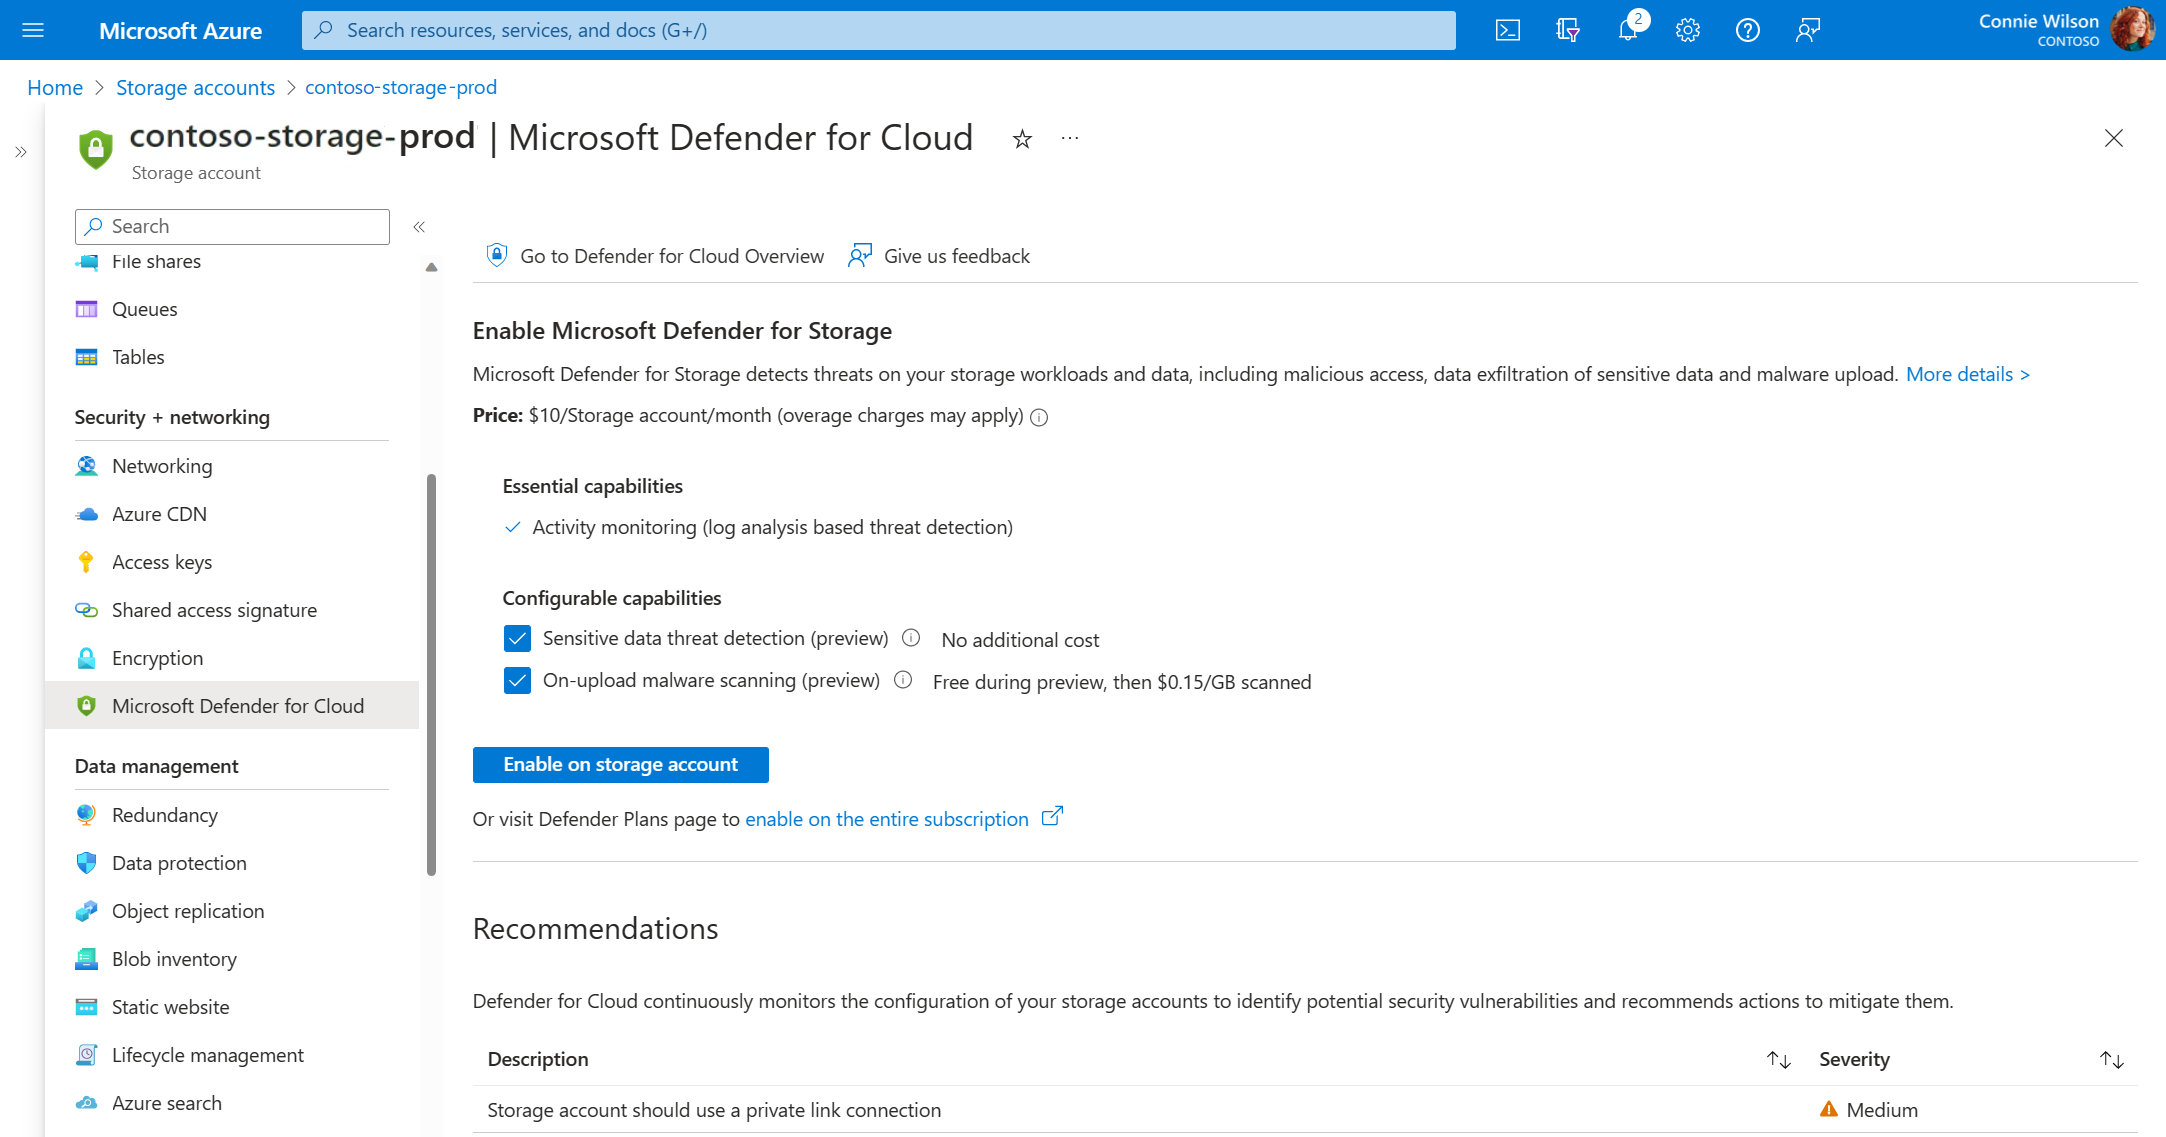 Microsoft Azure
Search resources, services, and docs (G+/)
2
Connie Wilson
CONTOSO
Home > Storage accounts > contoso-storage-prod
contoso-storage-prod | Microsoft Defender for Cloud
Storage account
Search
File shares
Queues
Tables
Security + networking
Networking
Azure CDN
Access keys
Shared access signature
Encryption
Microsoft Defender for Cloud
Data management
Redundancy
Data protection
Object replication
Blob inventory
Static website
Lifecycle management
Azure search
Go to Defender for Cloud Overview
Give us feedback
Enable Microsoft Defender for Storage
Microsoft Defender for Storage detects threats on your storage workloads and data, including malicious access, data exfiltration of sensitive data and malware upload. More details >
Price: $10/Storage account/month (overage charges may apply)
Essential capabilities
Activity monitoring (log analysis based threat detection)
Configurable capabilities
Sensitive data threat detection (preview) No additional cost
On-upload malware scanning (preview) Free during preview, then $0.15/GB scanned
Enable on storage account
Or visit Defender Plans page to enable on the entire subscription
Recommendations
Defender for Cloud continuously monitors the configuration of your storage accounts to identify potential security vulnerabilities and recommends actions to mitigate them.
Description Severity
Storage account should use a private link connection Medium